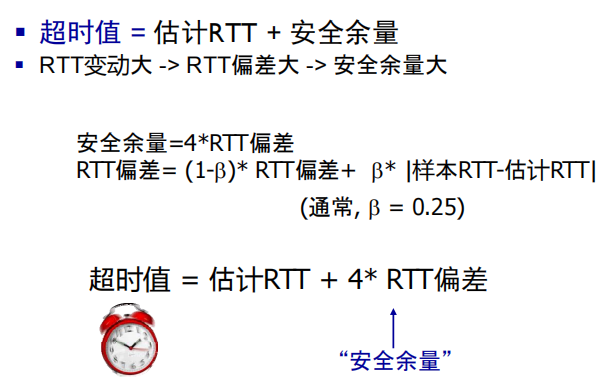 ▪ 超时值 = 估计RTT + 安全余量
▪ RTT变动大 -> RTT偏差大 -> 安全余量大
安全余量=4*RTT偏差
RTT偏差= (1-β)* RTT偏差+ β* |样本RTT-估计RTT|
(通常, β = 0.25)
超时值 = 估计RTT + 4* RTT偏差
“安全余量”